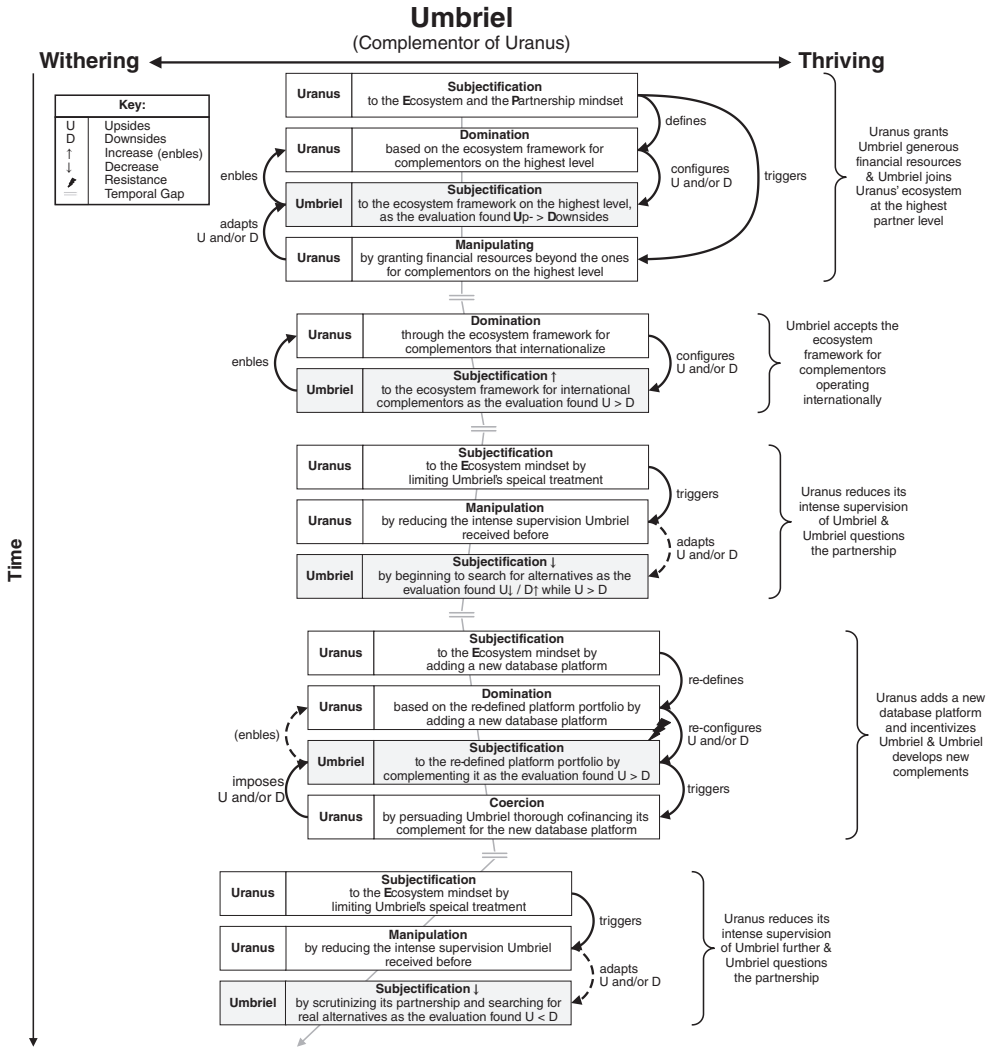 Umbriel
(Complementor of Uranus)
Withering
Thriving
Time
Key:
U Upsides
D Downsides
↑ Increase (enbles)
↓ Decrease
Resistance
Temporal Gap
Uranus
Subjectification
to the Ecosystem and the Partnership mindset
defines
Uranus
Domination
based on the ecosystem framework for
complementors on the highest level
enbles
configures
U and/or D
triggers
Umbriel
Subjectification
to the ecosystem framework on the highest level,
as the evaluation found Up- > Downsides
adapts
U and/or D
Uranus
Manipulating
by granting financial resources beyond the ones
for complementors on the highest level
Uranus grants
Umbriel generous
financial resources
& Umbriel joins
Uranus' ecosystem
at the highest
partner level
Uranus
Domination
through the ecosystem framework for
complementors that internationalize
enbles
configures
U and/or D
Umbriel
Subjectification ↑
to the ecosystem framework for international
complementors as the evaluation found U > D
Umbriel accepts the
ecosystem
framework for
complementors
operating
internationally
Uranus
Subjectification
to the Ecosystem mindset by
limiting Umbriel's speical treatment
triggers
Uranus
Manipulation
by reducing the intense supervision Umbriel
received before
adapts
U and/or D
Umbriel
Subjectification ↓
by beginning to search for alternatives as the
evaluation found U↓ / D↑ while U > D
Uranus reduces its
intense supervision
of Umbriel &
Umbriel questions
the partnership
Uranus
Subjectification
to the Ecosystem mindset by
adding a new database platform
re-defines
Uranus
Domination
based on the re-defined platform portfolio by
adding a new database platform
(enbles)
re-configures
U and/or D
Umbriel
Subjectification
to the re-defined platform portfolio by
complementing it as the evaluation found U > D
imposes
U and/or D
triggers
Uranus
Coercion
by persuading Umbriel thorough co-financing its
complement for the new database platform
Uranus adds a new
database platform
and incentivizes
Umbriel & Umbriel
develops new
complements
Uranus
Subjectification
to the Ecosystem mindset by
limiting Umbriel's speical treatment
triggers
Uranus
Manipulation
by reducing the intense supervision Umbriel
received before
adapts
U and/or D
Umbriel
Subjectification ↓
by scrutinizing its partnership and searching for
real alternatives as the evaluation found U < D
Uranus reduces its
intense supervision
of Umbriel further &
Umbriel questions
the partnership